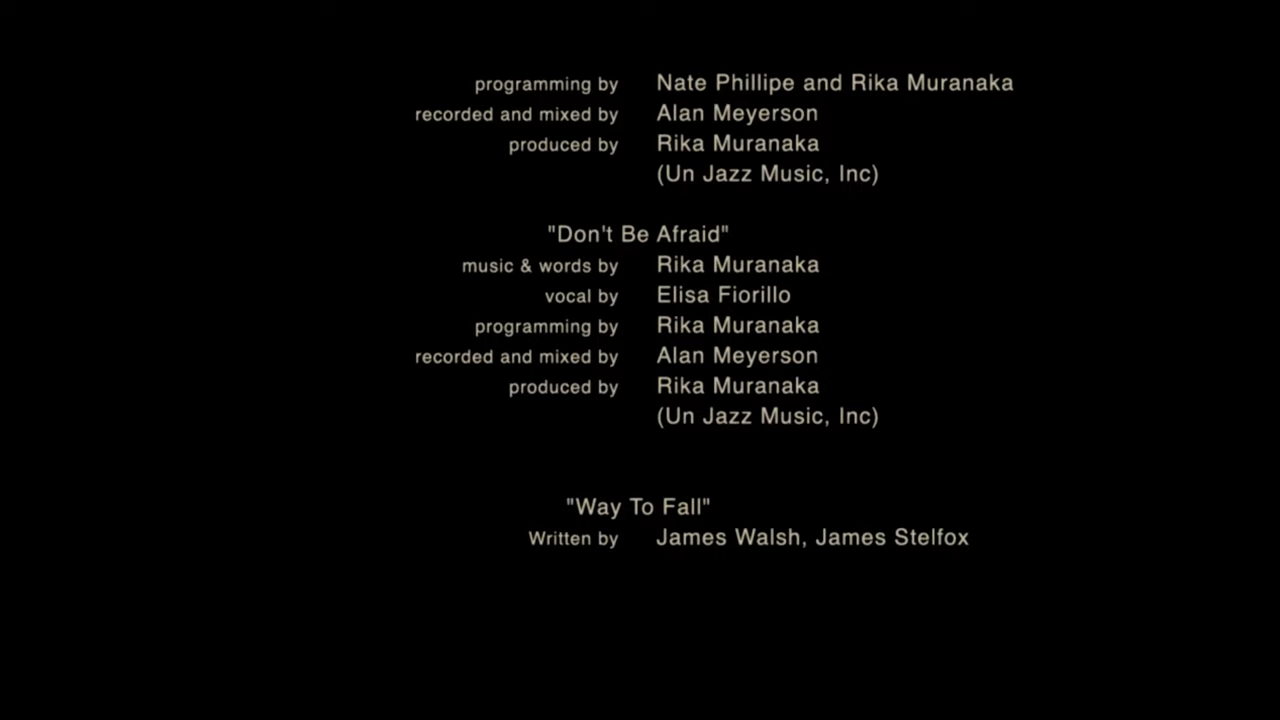 programming by Nate Phillipe and Rika Muranaka
recorded and mixed by Alan Meyerson
produced by Rika Muranaka
(Un Jazz Music, Inc)
"Don't Be Afraid"
music & words by Rika Muranaka
vocal by Elisa Fiorillo
programming by Rika Muranaka
recorded and mixed by Alan Meyerson
produced by Rika Muranaka
(Un Jazz Music, Inc)
"Way To Fall"
Written by James Walsh, James Stelfox